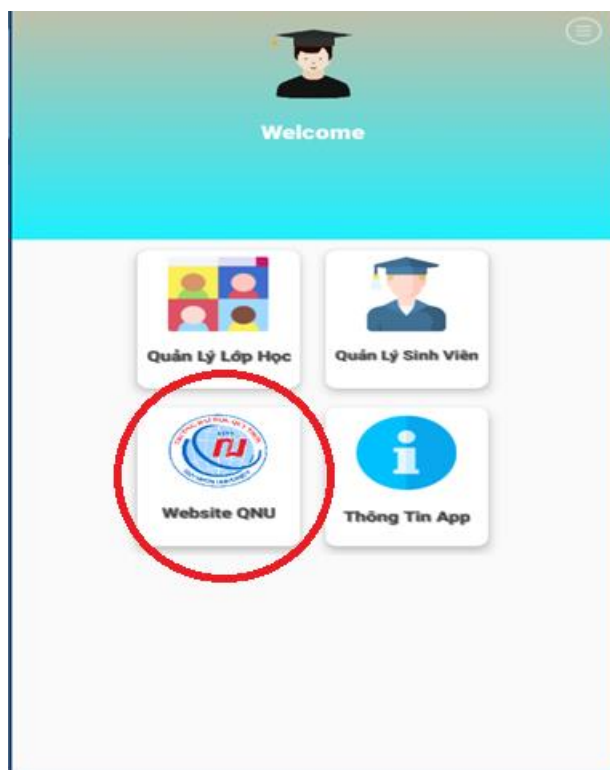 Welcome
Quản Lý Lớp Học
Quản Lý Sinh Viên
Website QNU
Thông Tin App